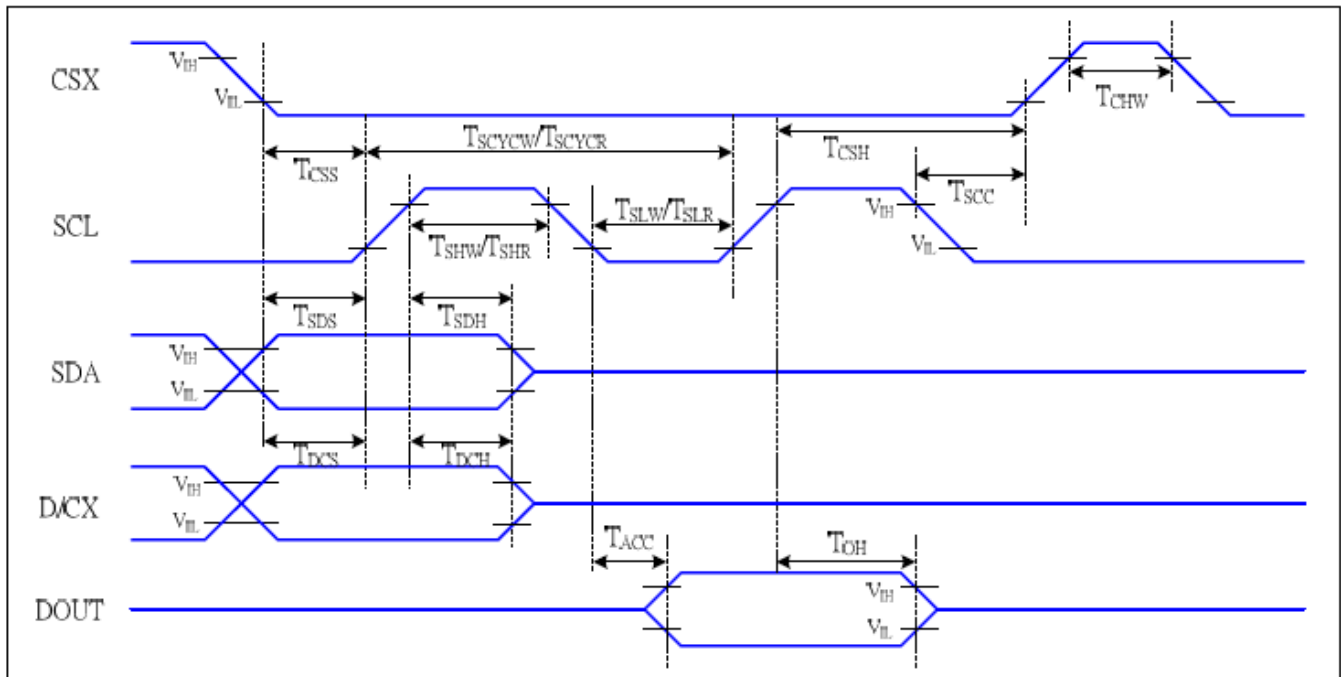 CSX
VIH
VIL
TCHW
TSCYCW/TSCYCR
TCSS
TCSH
TSCC
SCL
TSHW/TSHR
TSLW/TSLR
VIH
VIL
TSDS
TSDH
SDA
VIH
VIL
TDCS
TDCH
D/CX
VIH
VIL
TACC
TOH
DOUT
VIH
VIL